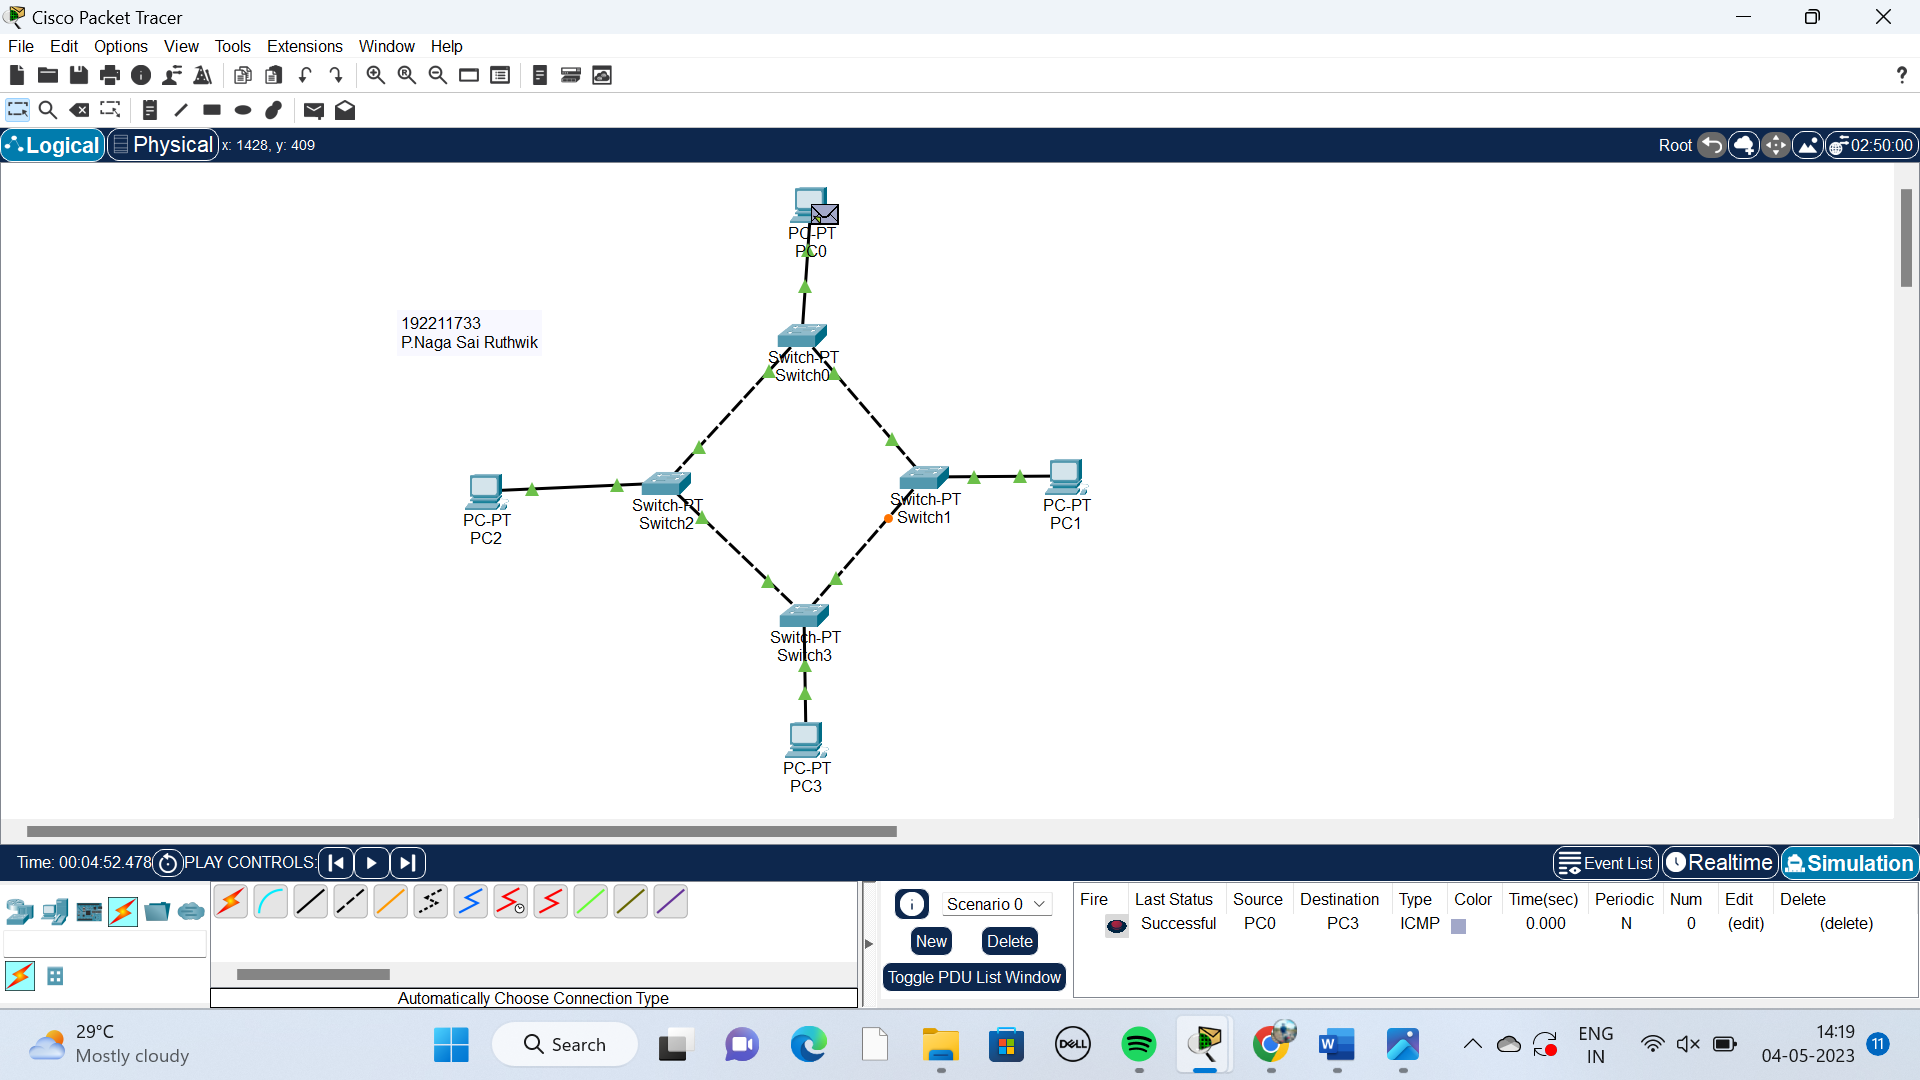 Cisco Packet Tracer
File Edit Options View Tools Extensions Window Help
?
Logical Physical x: 1428, y: 409 Root 02:50:00
PC-PT
PC0
192211733
P.Naga Sai Ruthwik
Switch-PT
Switch0
PC-PT
PC2
Switch-PT
Switch2
Switch-PT
Switch1
PC-PT
PC1
Switch-PT
Switch3
PC-PT
PC3
Time: 00:04:52.478 PLAY CONTROLS: Event List Realtime Simulation
Automatically Choose Connection Type
Scenario 0
New Delete
Toggle PDU List Window
Fire Last Status Source Destination Type Color Time(sec) Periodic Num Edit Delete
Successful PC0 PC3 ICMP 0.000 N 0 (edit) (delete)
29°C
Mostly cloudy
Search
DELL
W
ENG
IN
14:19
04-05-2023
11